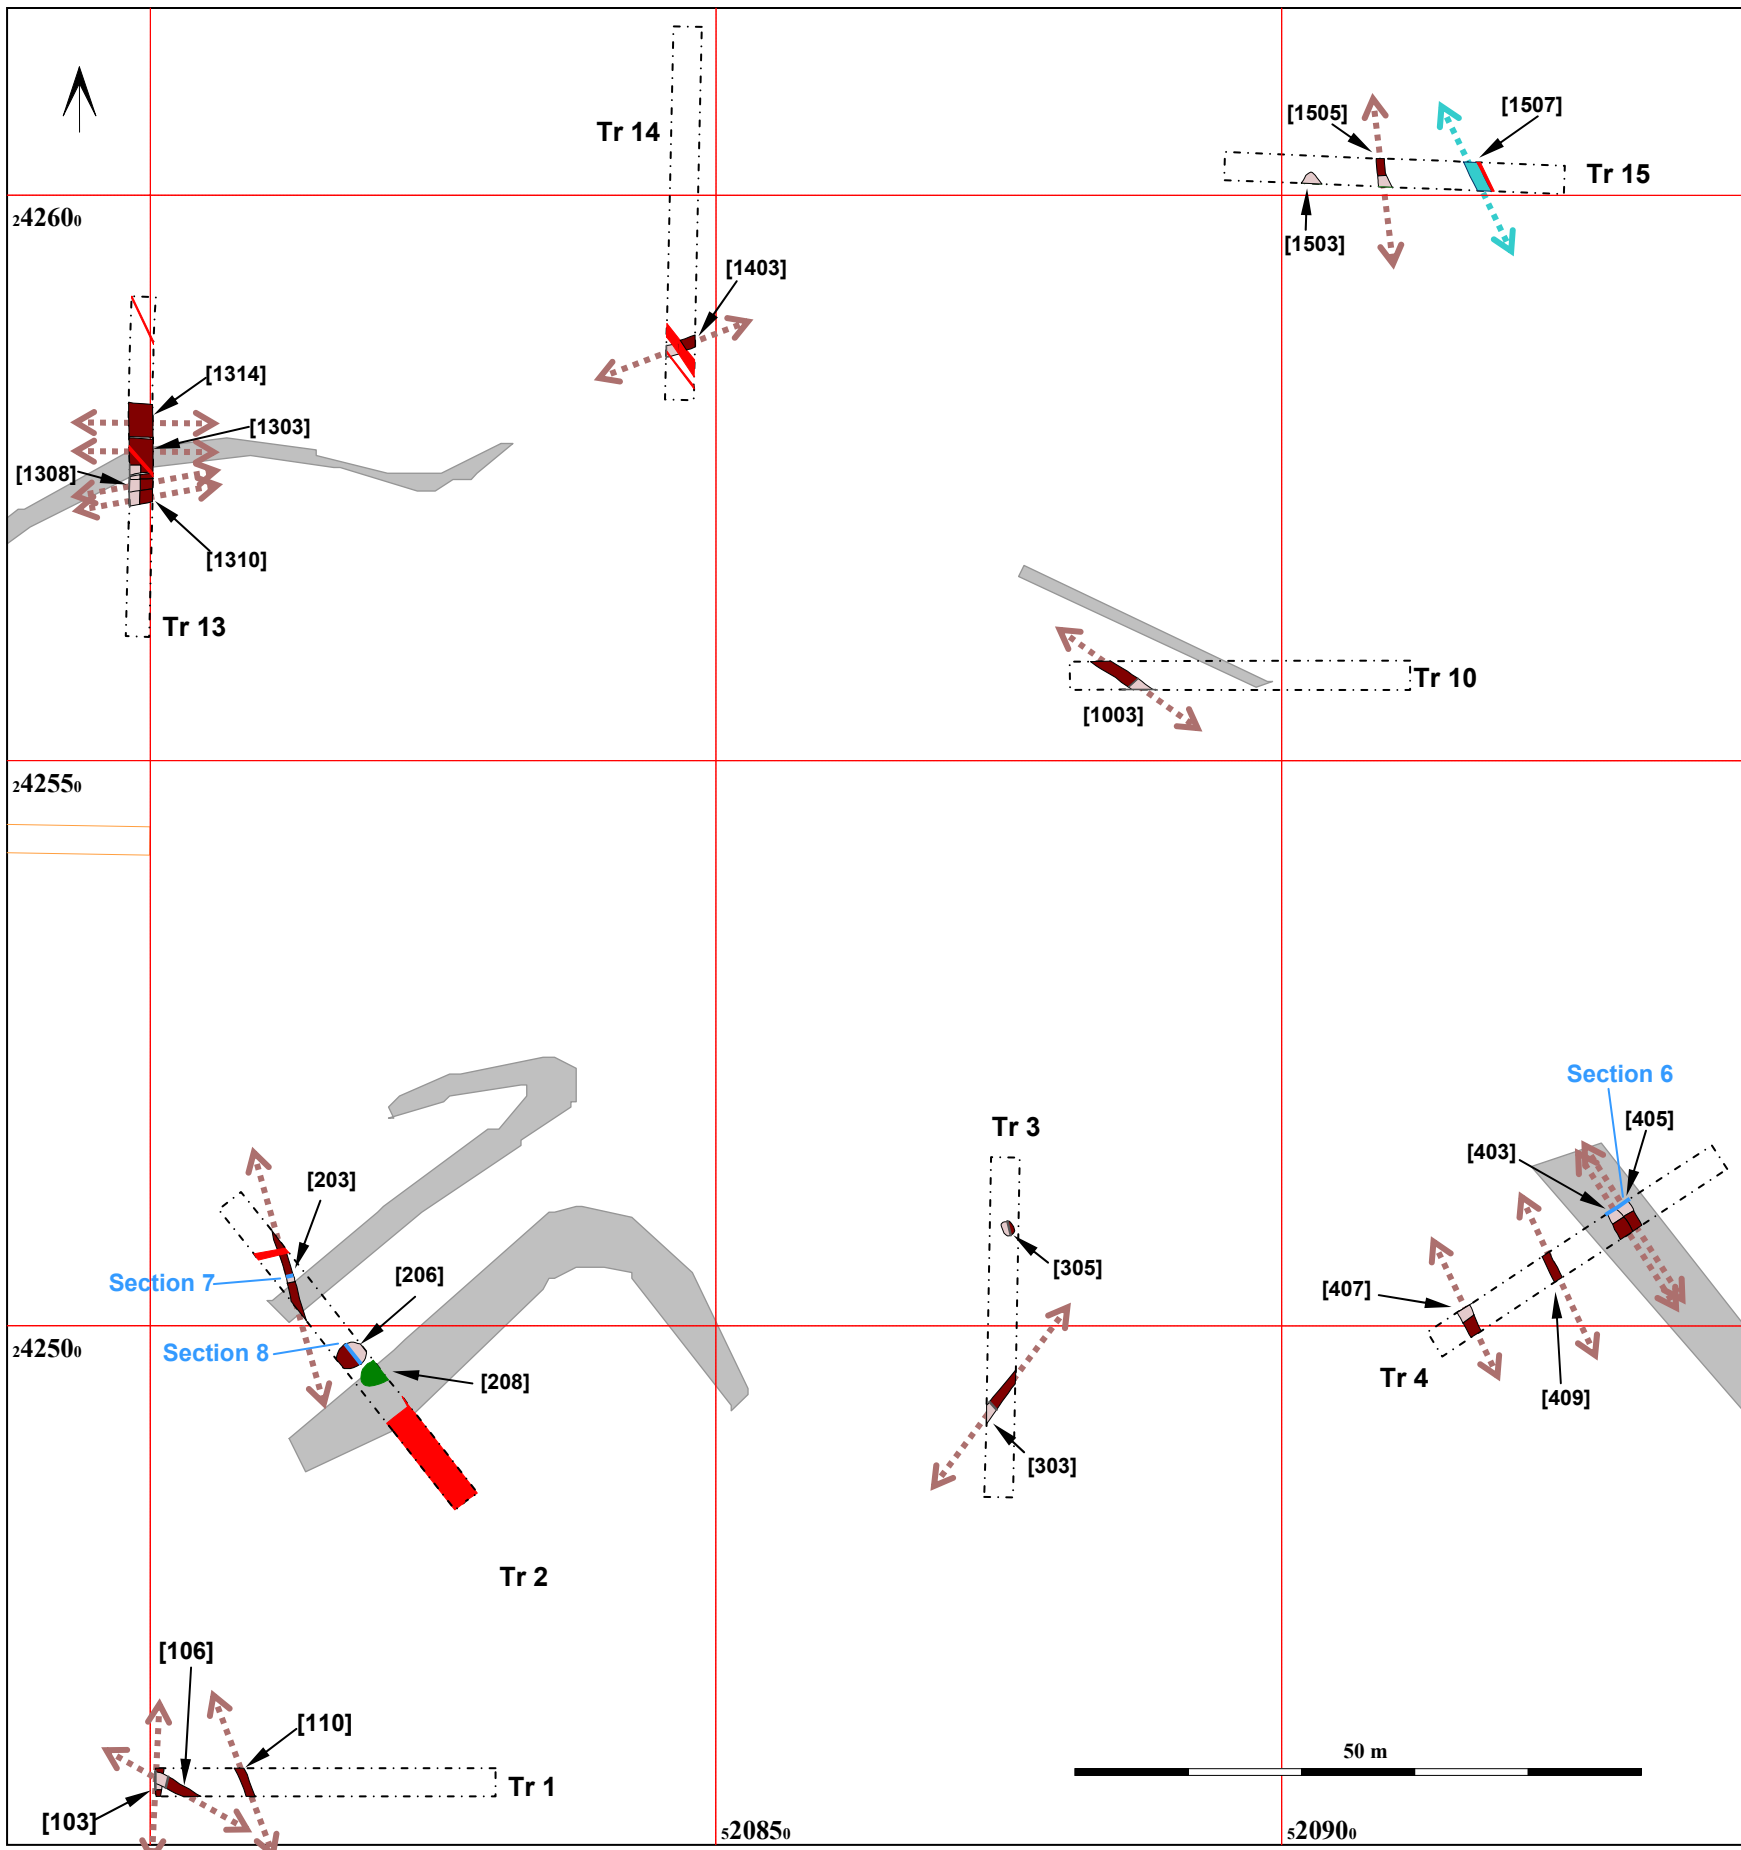 [1505]
[1507]
Tr 14
Tr 15
242600
[1503]
[1403]
[1314]
[1303]
[1308]
[1310]
Tr 13
Tr 10
[1003]
242550
Section 6
[405]
Tr 3
[403]
[203]
[305]
[206]
Section 7
[407]
242500
Section 8
[208]
Tr 4
[409]
[303]
Tr 2
[106]
[110]
50 m
Tr 1
[103]
520850
520900